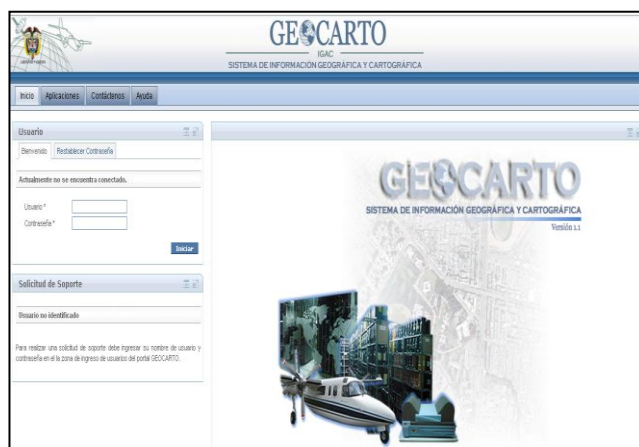 GEOCARTO
IGAC
SISTEMA DE INFORMACIÓN GEOGRÁFICA Y CARTOGRÁFICA
Inicio Aplicaciones Contáctenos Ayuda
Usuario
Bienvenido Restablecer Contraseña
Actualmente no se encuentra conectado.
Usuario *
Contraseña *
Iniciar
Solicitud de Soporte
Usuario no identificado
Para realizar una solicitud de soporte debe ingresar su nombre de usuario y
contraseña en el la zona de ingreso de usuarios del portal GEOCARTO.
GEOCARTO
SISTEMA DE INFORMACIÓN GEOGRÁFICA Y CARTOGRÁFICA
Versión 1.1